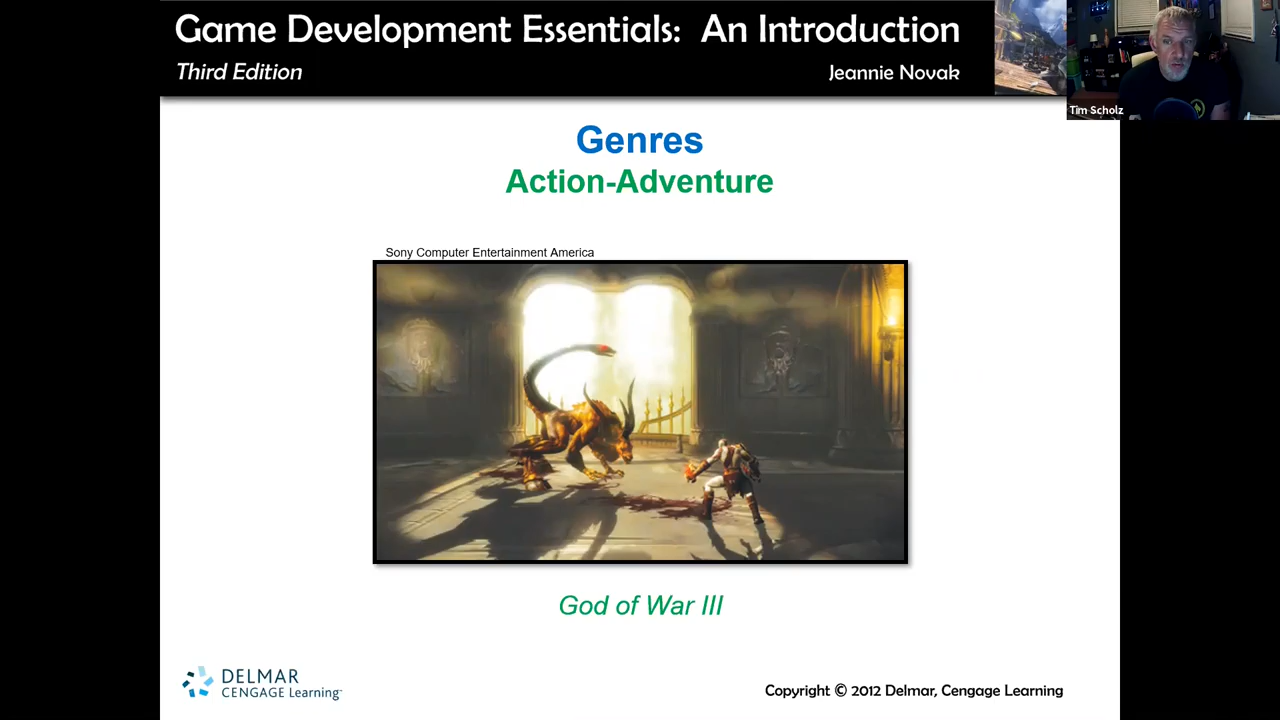 Game Development Essentials: An Introduction
Third Edition
Jeannie Novak
Tim Scholz
Genres
Action-Adventure
Sony Computer Entertainment America
God of War III
DELMAR
CENGAGE Learning
Copyright © 2012 Delmar, Cengage Learning